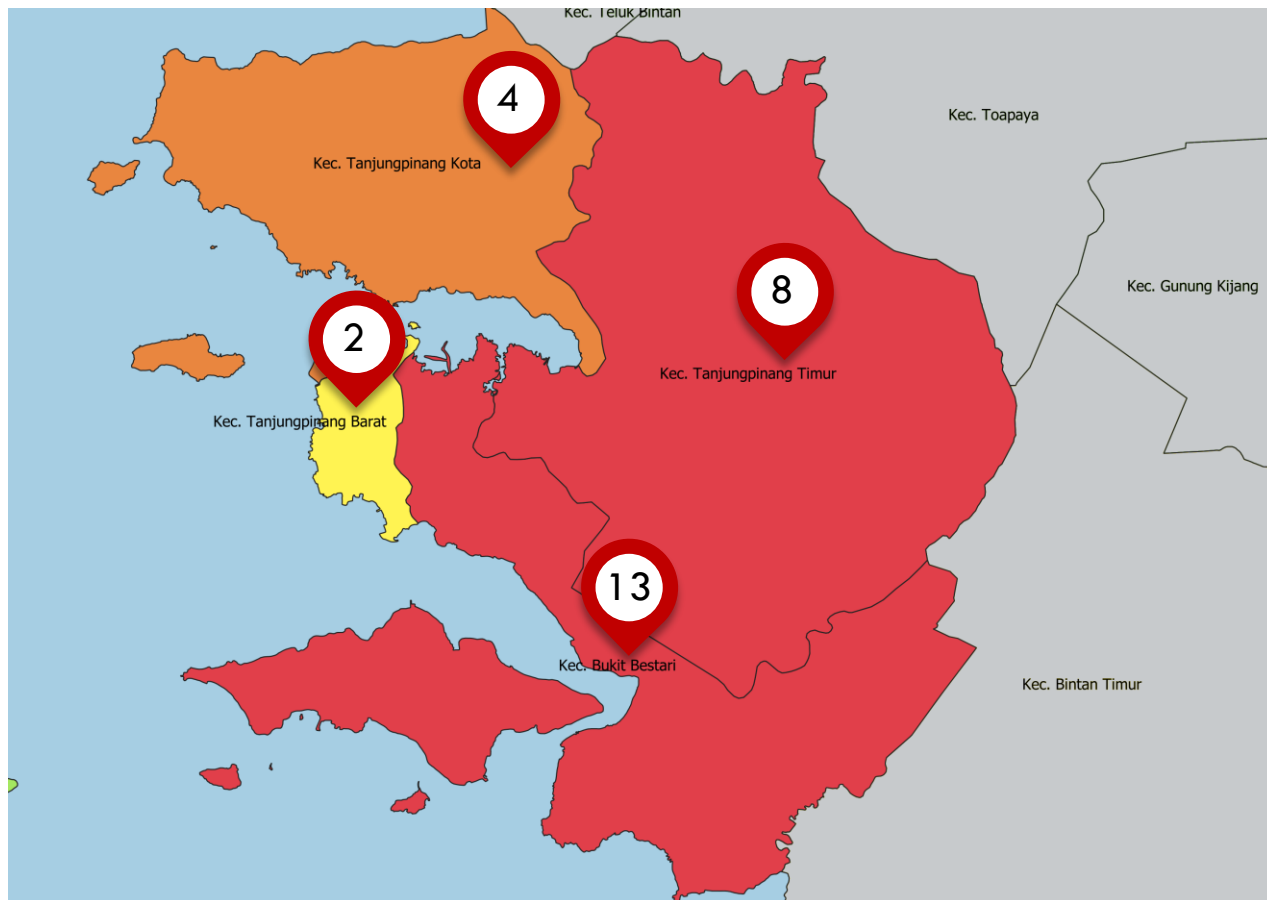 Kec. Teluk Bintan
4
Kec. Toapaya
Kec. Tanjungpinang Kota
8
Kec. Gunung Kijang
2
Kec. Tanjungpinang Timur
Kec. Tanjungpinang Barat
13
Kec. Bukit Bestari
Kec. Bintan Timur